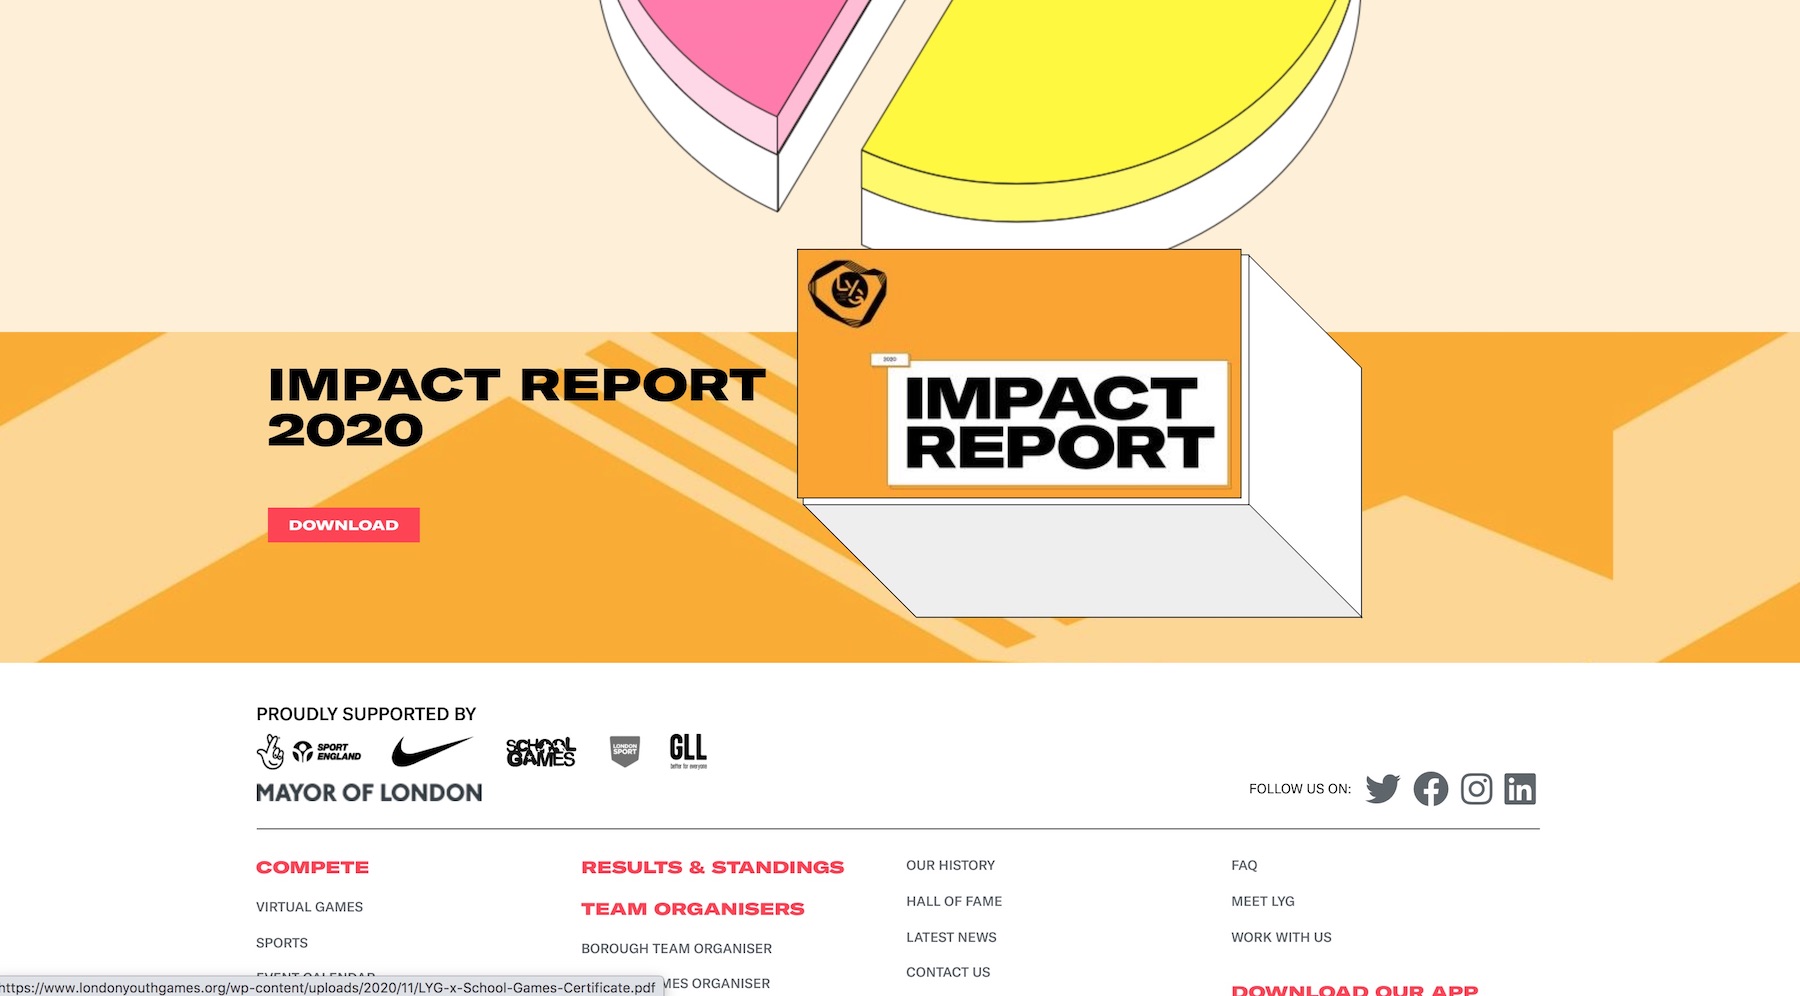 LYG
2020
IMPACT
REPORT
IMPACT REPORT
2020
DOWNLOAD
PROUDLY SUPPORTED BY
SPORT
ENGLAND
SCHOOL
GAMES
LONDON
SPORT
GLL
better for everyone
MAYOR OF LONDON
FOLLOW US ON:
COMPETE
VIRTUAL GAMES
SPORTS
EVENT CALENDAR
RESULTS & STANDINGS
TEAM ORGANISERS
BOROUGH TEAM ORGANISER
MES ORGANISER
OUR HISTORY
HALL OF FAME
LATEST NEWS
CONTACT US
FAQ
MEET LYG
WORK WITH US
DOWNLOAD OUR APP
https://www.londonyouthgames.org/wp-content/uploads/2020/11/LYG-x-School-Games-Certificate.pdf